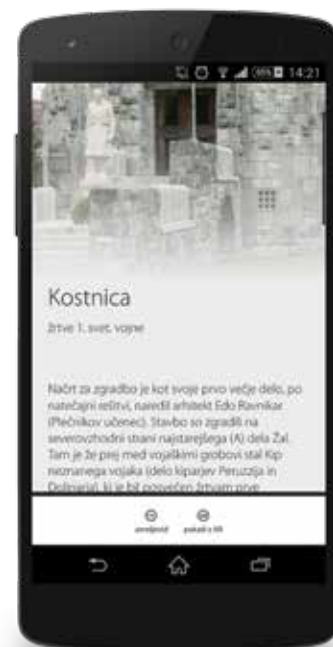 66% 14:21
Kostnica
žrtve 1. svet. vojne
Načrt za zgradbo je kot svoje prvo večje delo, po
natečajni rešitvi, naredil arhitekt Edo Ravnikar
(Plečnikov učenec). Stavbo so zgradili na
severovzhodni strani najstarejšega (A) dela Žal.
Tam je že prej med vojaškimi grobovi stal Kip
neznanega vojaka (delo kiparjev Peruzzija in
Dolinarja), ki je bil posvečen žrtvam prve
zemljevid pokaži v AR